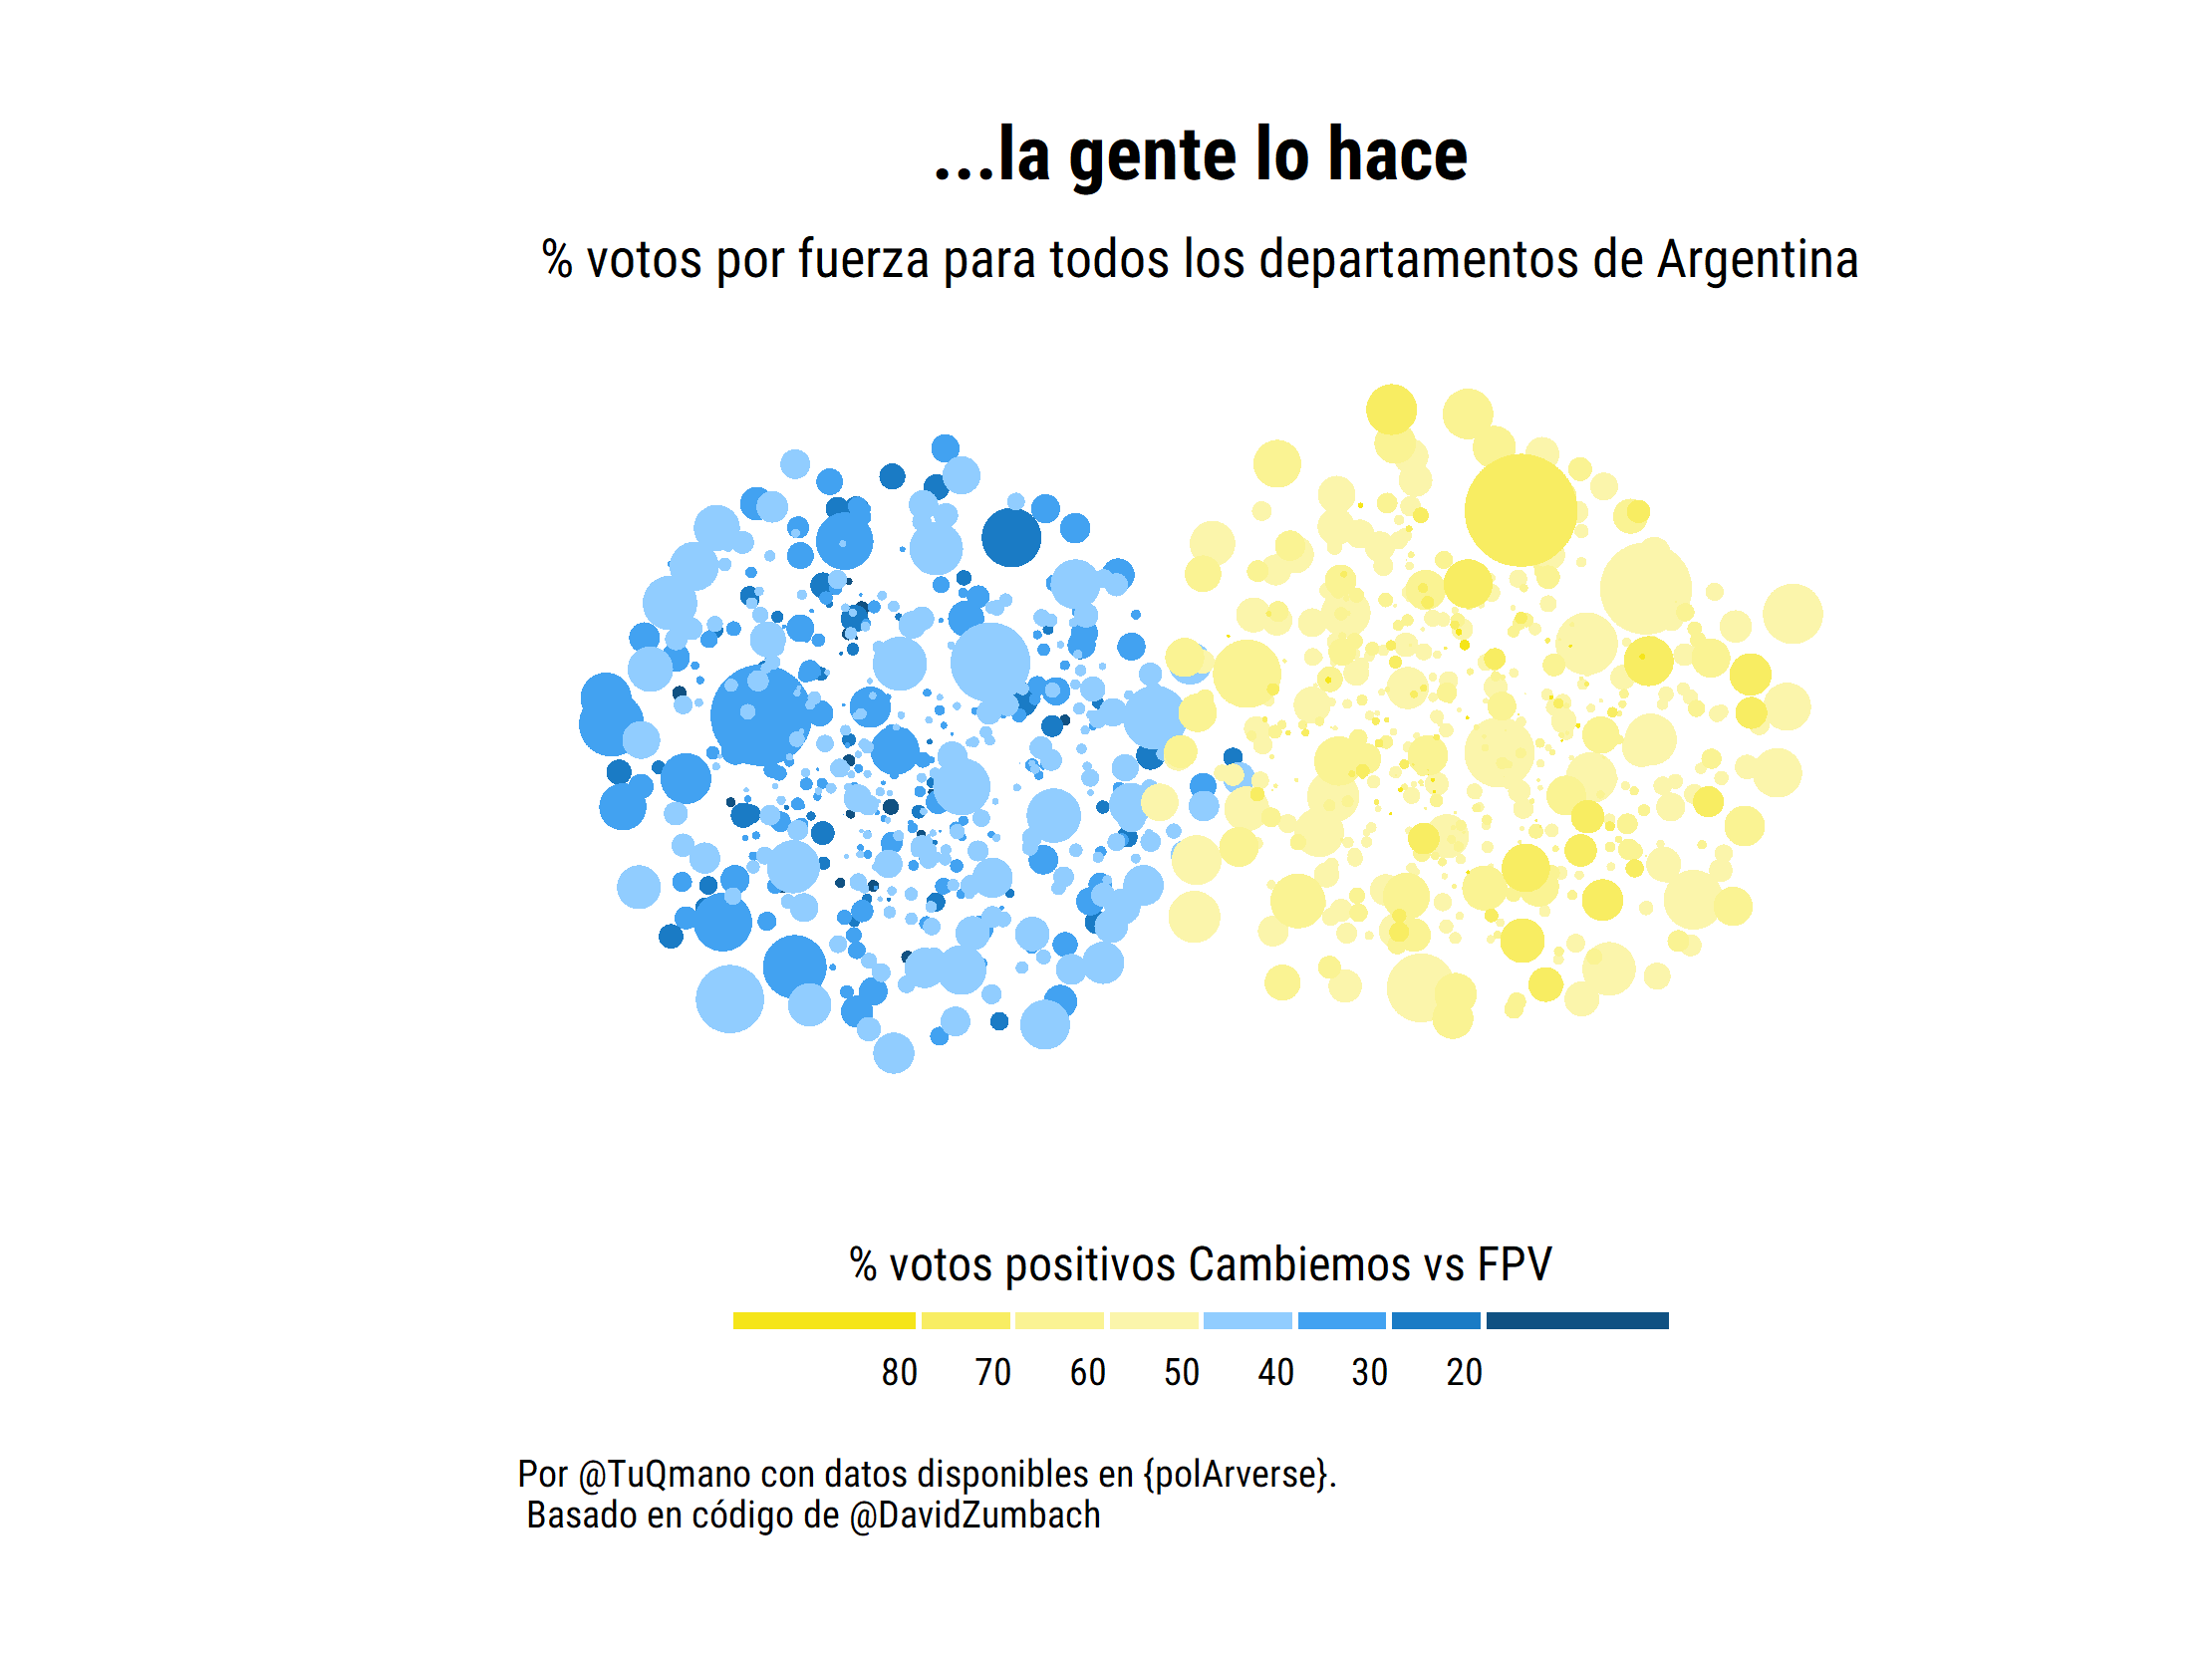 ...la gente lo hace
% votos por fuerza para todos los departamentos de Argentina
% votos positivos Cambiemos vs FPV
80 70 60 50 40 30 20
Por @TuQmano con datos disponibles en {polArverse}.
Basado en código de @DavidZumbach